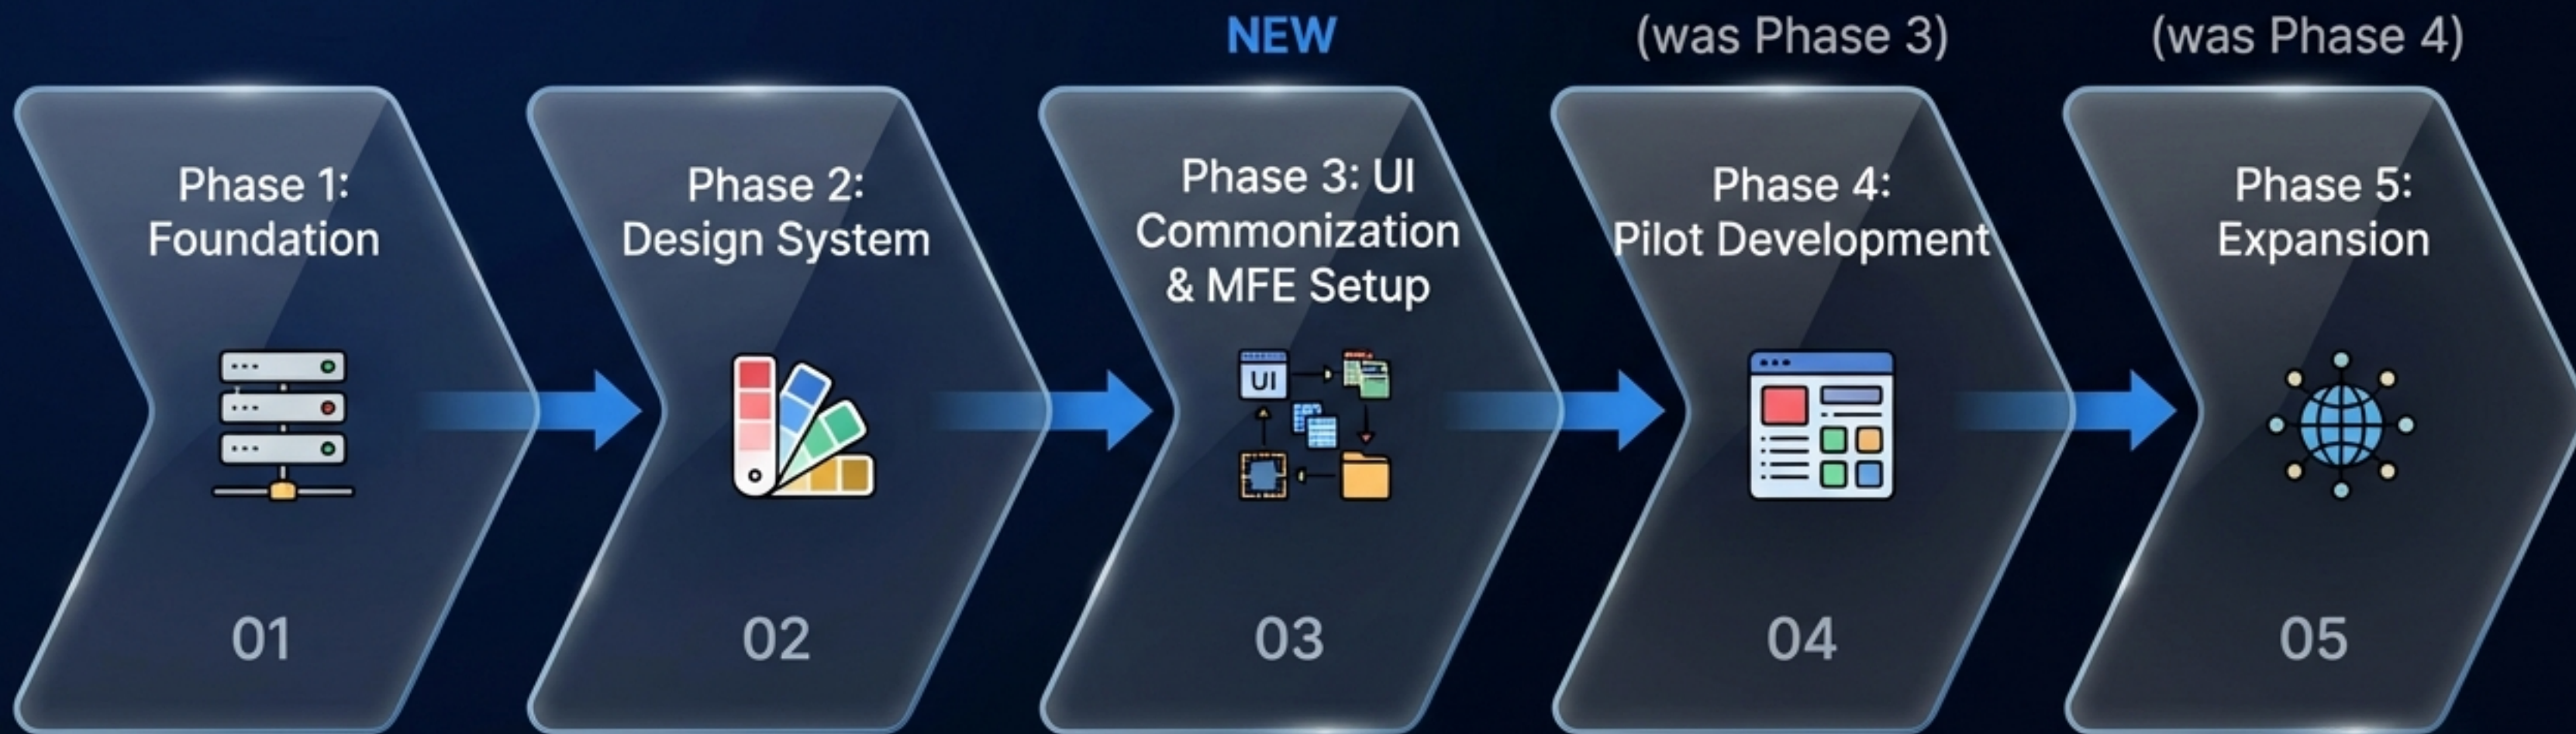 NEW
(was Phase 3)
(was Phase 4)
Phase 1:
Foundation
Phase 2:
Design System
Phase 3: UI
Commonization
& MFE Setup
Phase 4:
Pilot Development
Phase 5:
Expansion
UI
01
02
03
04
05